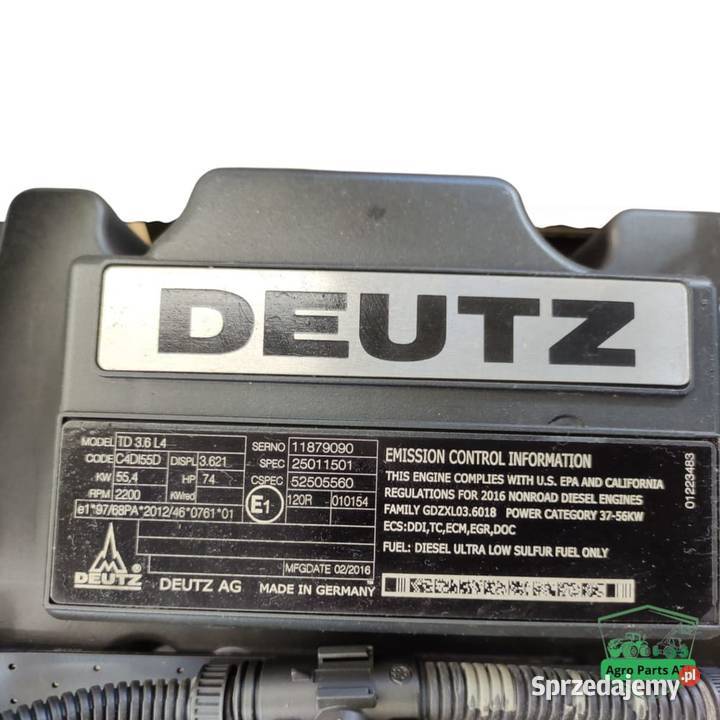 DEUTZ
MODEL TD 3.6 L4
CODE C4DI55D DISPL 3.621
KW 55,4 HP 74
RPM 2200 KWred
e1*97/68PA*2012/46*0761*01
SERNO 11879090
SPEC 25011501
CSPEC 52505560
E1 120R 010154
MFGDATE 02/2016
DEUTZ ®
DEUTZ AG MADE IN GERMANY
EMISSION CONTROL INFORMATION
THIS ENGINE COMPLIES WITH U.S. EPA AND CALIFORNIA
REGULATIONS FOR 2016 NONROAD DIESEL ENGINES
FAMILY GDZXL03.6018 POWER CATEGORY 37-56KW
ECS:DDI,TC,ECM,EGR,DOC
FUEL: DIESEL ULTRA LOW SULFUR FUEL ONLY
01223483
Agro Parts
Sprzedajemy.pl